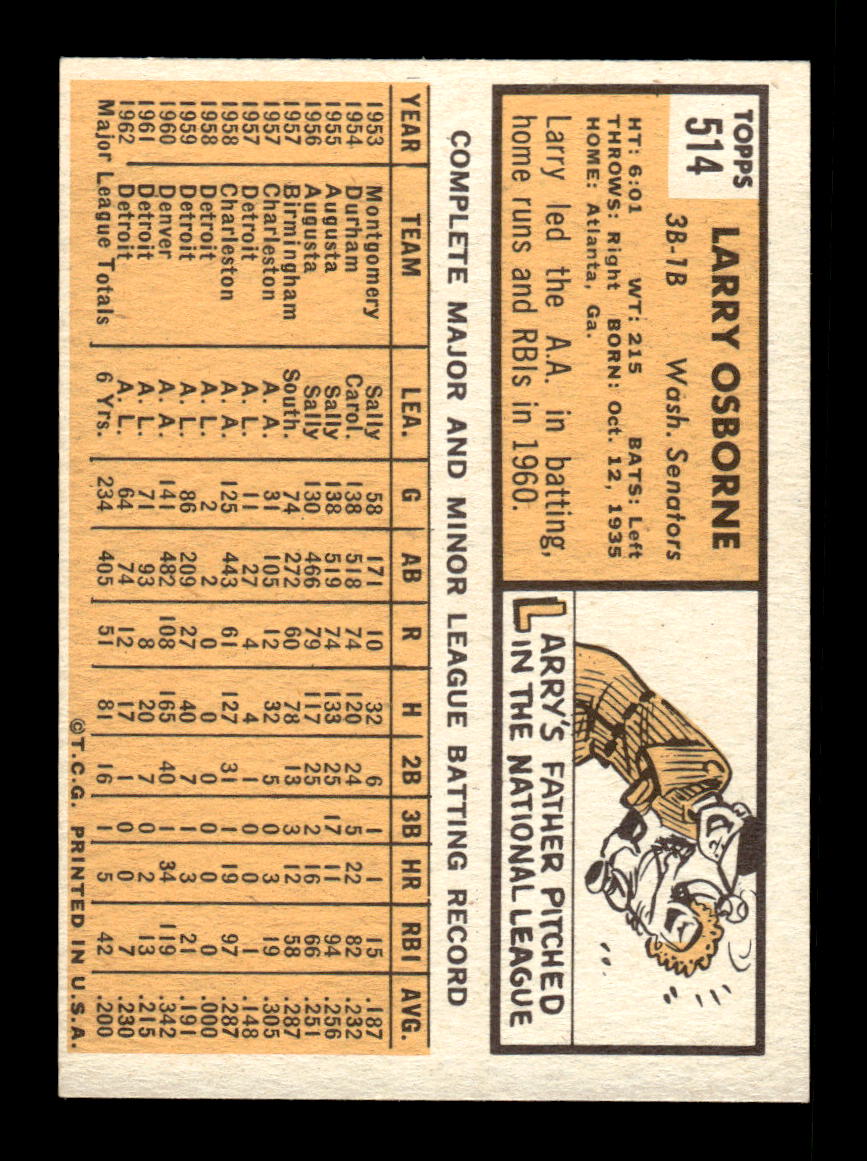 TOPPS
514
LARRY OSBORNE
3B-1B Wash. Senators
HT: 6:01 WT: 215 BATS: Left
THROWS: Right BORN: Oct. 12, 1935
HOME: Atlanta, Ga.
Larry led the A.A. in batting,
home runs and RBIs in 1960.
LARRY'S FATHER PITCHED
IN THE NATIONAL LEAGUE
COMPLETE MAJOR AND MINOR LEAGUE BATTING RECORD
YEAR TEAM LEA. G AB R H 2B 3B HR RBI AVG.
1953 Montgomery Sally 58 171 10 32 6 1 1 15 .187
1954 Durham Carol. 138 518 74 120 24 5 22 82 .232
1955 Augusta Sally 138 519 74 133 25 17 11 94 .256
1956 Augusta Sally 130 466 79 117 25 2 16 66 .251
1957 Birmingham South. 74 272 60 78 13 3 12 58 .287
1957 Charleston A. A. 31 105 12 32 5 0 3 19 .305
1957 Detroit A. L. 11 27 4 4 1 0 0 1 .148
1958 Charleston A. A. 125 443 61 127 31 1 19 97 .287
1958 Detroit A. L. 2 2 0 0 0 0 0 0 .000
1959 Detroit A. L. 86 209 27 40 7 1 3 21 .191
1960 Denver A. A. 141 482 108 165 40 1 34 119 .342
1961 Detroit A. L. 71 93 8 20 7 0 2 13 .215
1962 Detroit A. L. 64 74 12 17 1 0 0 7 .230
Major League Totals 6 Yrs. 234 405 51 81 16 1 5 42 .200
©T.C.G. PRINTED IN U.S.A.